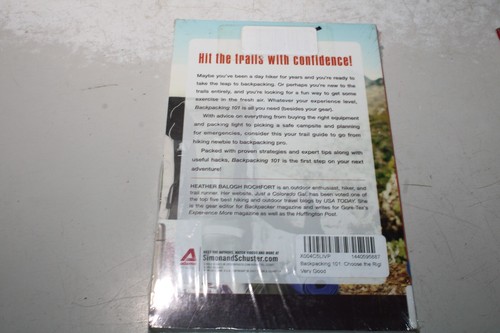 Hit the trails with confidence!
Maybe you've been a day hiker for years and you're ready to
take the leap to backpacking. Or perhaps you're new to the
trails entirely, and you're looking for a fun way to get some
exercise in the fresh air. Whatever your experience level,
Backpacking 101 is all you need (besides your gear).
With advice on everything from buying the right equipment
and packing light to picking a safe campsite and planning
for emergencies, consider this your trail guide to go from
hiking newbie to backpacking pro.
Packed with proven strategies and expert tips along with
useful hacks, Backpacking 101 is the first step on your next
adventure!
HEATHER BALOGH ROCHFORT is an outdoor enthusiast, hiker, and
trail runner. Her website, Just a Colorado Gal, has been voted one of
the top five best hiking and outdoor travel blogs by USA TODAY. She
is the gear editor for Backpacker magazine and writes for Gore-Tex's
Experience More magazine as well as the Huffington Post.
SimonandSchuster.com
Backpacking 101: Choose the Rig
Very Good